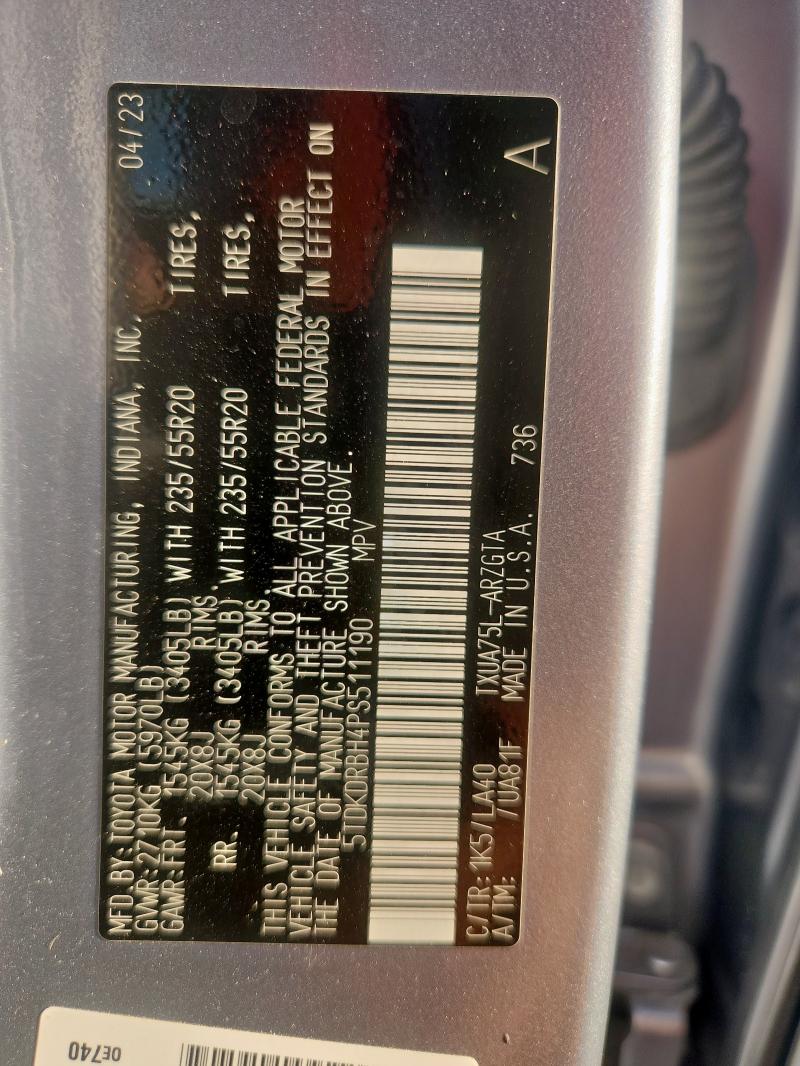 MFD BY:TOYOTA MOTOR MANUFACTURING, INDIANA, INC. 04/23
GVWR:2710KG (5970LB)
GAWR:FRT. 1545KG (3405LB) WITH 235/55R20 TIRES,
20X8J RIMS.
RR. 1545KG (3405LB) WITH 235/55R20 TIRES,
20X8J RIMS
THIS VEHICLE CONFORMS TO ALL APPLICABLE FEDERAL MOTOR
VEHICLE SAFETY AND THEFT PREVENTION STANDARDS IN EFFECT ON
THE DATE OF MANUFACTURE SHOWN ABOVE.
5TDKDRBH4PS511190 MPV
C/TR:1K5/LA40 TXUA75L-ARZGTA
A/TM: /UA81F MADE IN U.S.A. 736
A
0E740